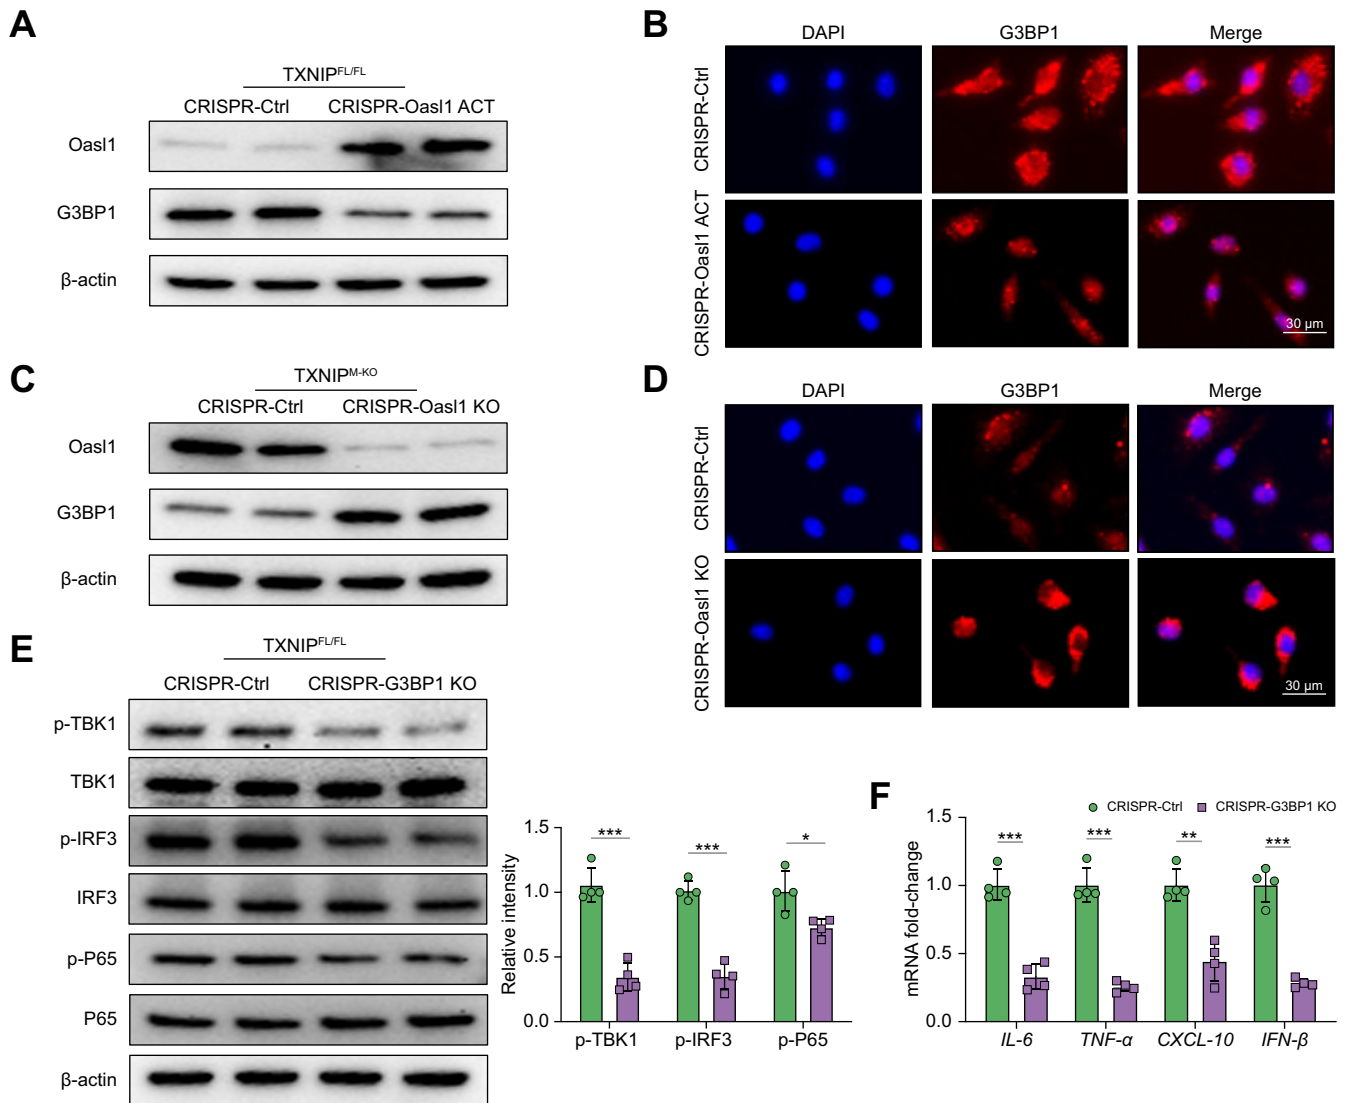 A
TXNIP^FL/FL
CRISPR-Ctrl CRISPR-Oasl1 ACT
Oasl1
G3BP1
β-actin
B
DAPI G3BP1 Merge
CRISPR-Ctrl
CRISPR-Oasl1 ACT
30 µm
C
TXNIP^M-KO
CRISPR-Ctrl CRISPR-Oasl1 KO
Oasl1
G3BP1
β-actin
D
DAPI G3BP1 Merge
CRISPR-Ctrl
CRISPR-Oasl1 KO
30 µm
E
TXNIP^FL/FL
CRISPR-Ctrl CRISPR-G3BP1 KO
p-TBK1
TBK1
p-IRF3
IRF3
p-P65
P65
β-actin
Relative intensity
1.5
1.0
0.5
0.0
*** *** *
p-TBK1 p-IRF3 p-P65
F
CRISPR-Ctrl CRISPR-G3BP1 KO
mRNA fold-change
1.5
1.0
0.5
0.0
*** *** ** ***
IL-6 TNF-α CXCL-10 IFN-β